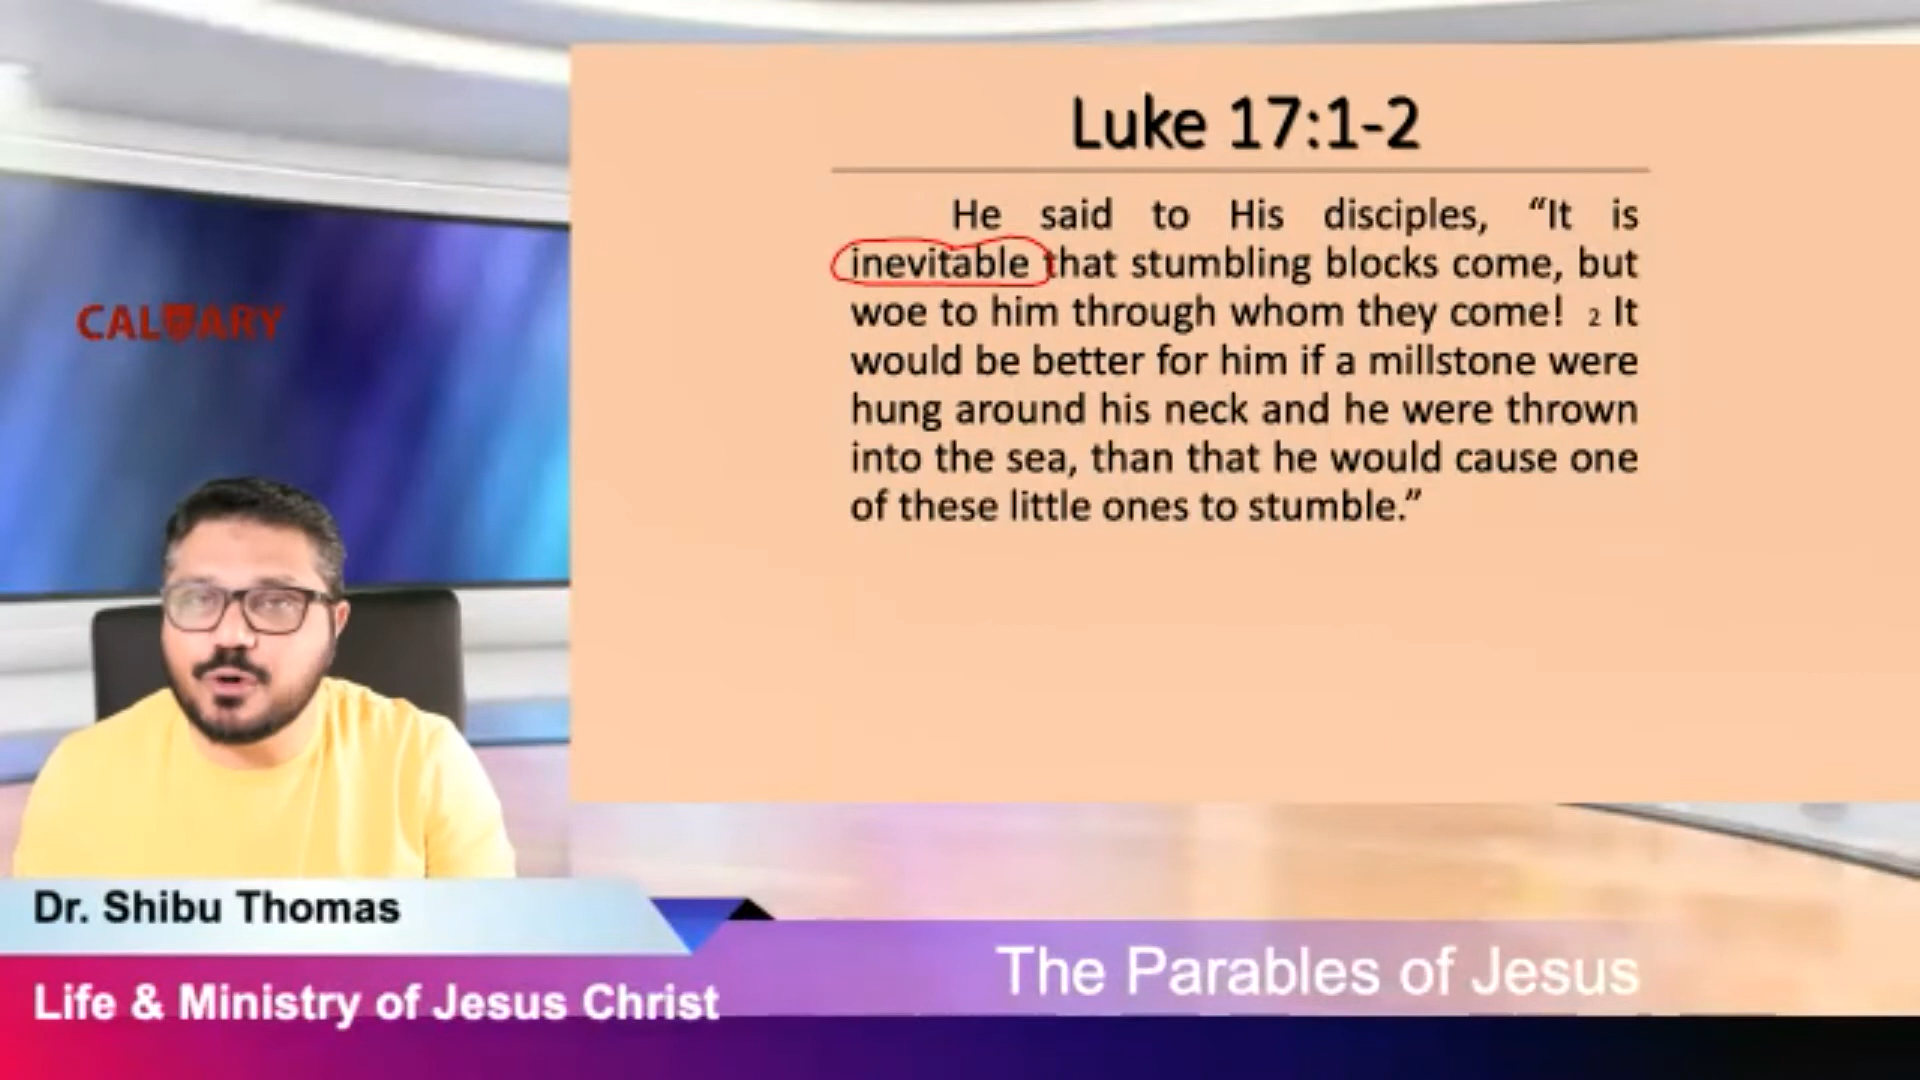 Luke 17:1-2
He said to His disciples, “It is
inevitable that stumbling blocks come, but
woe to him through whom they come! 2 It
would be better for him if a millstone were
hung around his neck and he were thrown
into the sea, than that he would cause one
of these little ones to stumble.”
CALVARY
Dr. Shibu Thomas
Life & Ministry of Jesus Christ
The Parables of Jesus